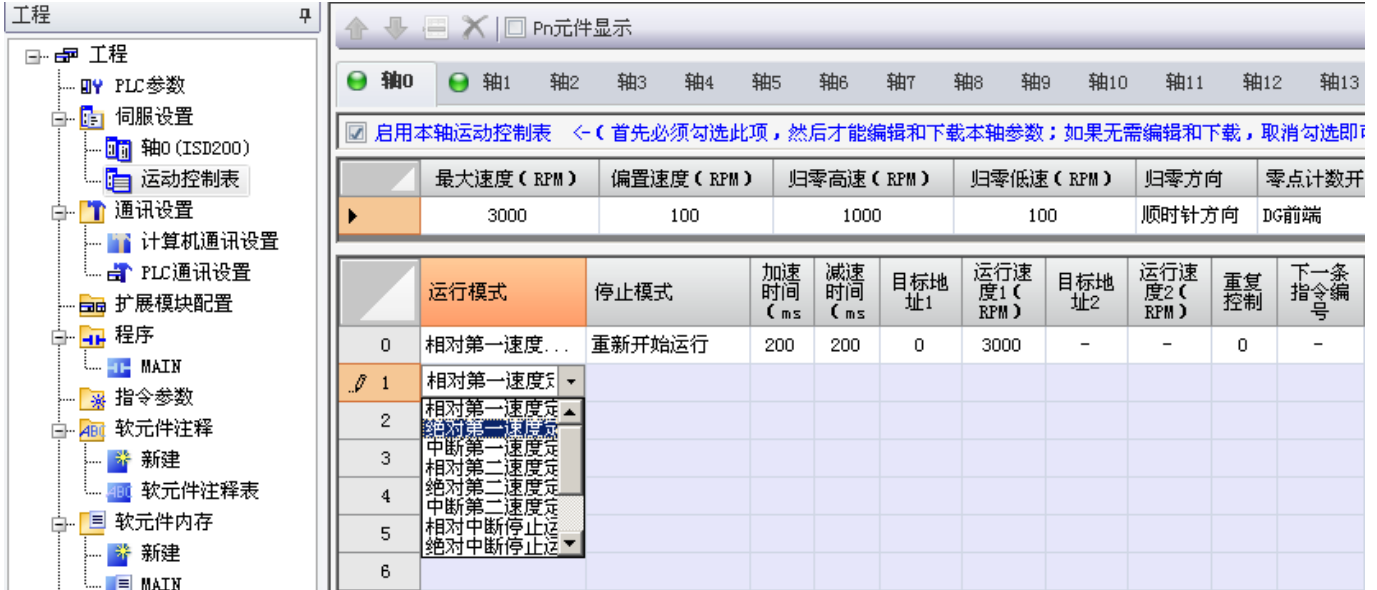 工程
工程
PLC参数
伺服设置
轴0(ISD200)
运动控制表
通讯设置
计算机通讯设置
PLC通讯设置
扩展模块配置
程序
MAIN
指令参数
软元件注释
新建
软元件注释表
软元件内存
新建
MAIN
Pn元件显示
轴0 轴1 轴2 轴3 轴4 轴5 轴6 轴7 轴8 轴9 轴10 轴11 轴12 轴13
启用本轴运动控制表 <-(首先必须勾选此项,然后才能编辑和下载本轴参数;如果无需编辑和下载,取消勾选即可
最大速度(RPM) 偏置速度(RPM) 归零高速(RPM) 归零低速(RPM) 归零方向 零点计数开
3000 100 1000 100 顺时针方向 DG前端
运行模式 停止模式 加速时间(ms 减速时间(ms 目标地址1 运行速度1(RPM) 目标地址2 运行速度2(RPM) 重复控制 下一条指令编号
0 相对第一速度... 重新开始运行 200 200 0 3000 - - 0 -
1 相对第一速度定
相对第一速度定
2 绝对第一速度定
中断第一速度定
3 相对第二速度定
绝对第二速度定
4 中断第二速度定
5 相对中断停止运
绝对中断停止运
6